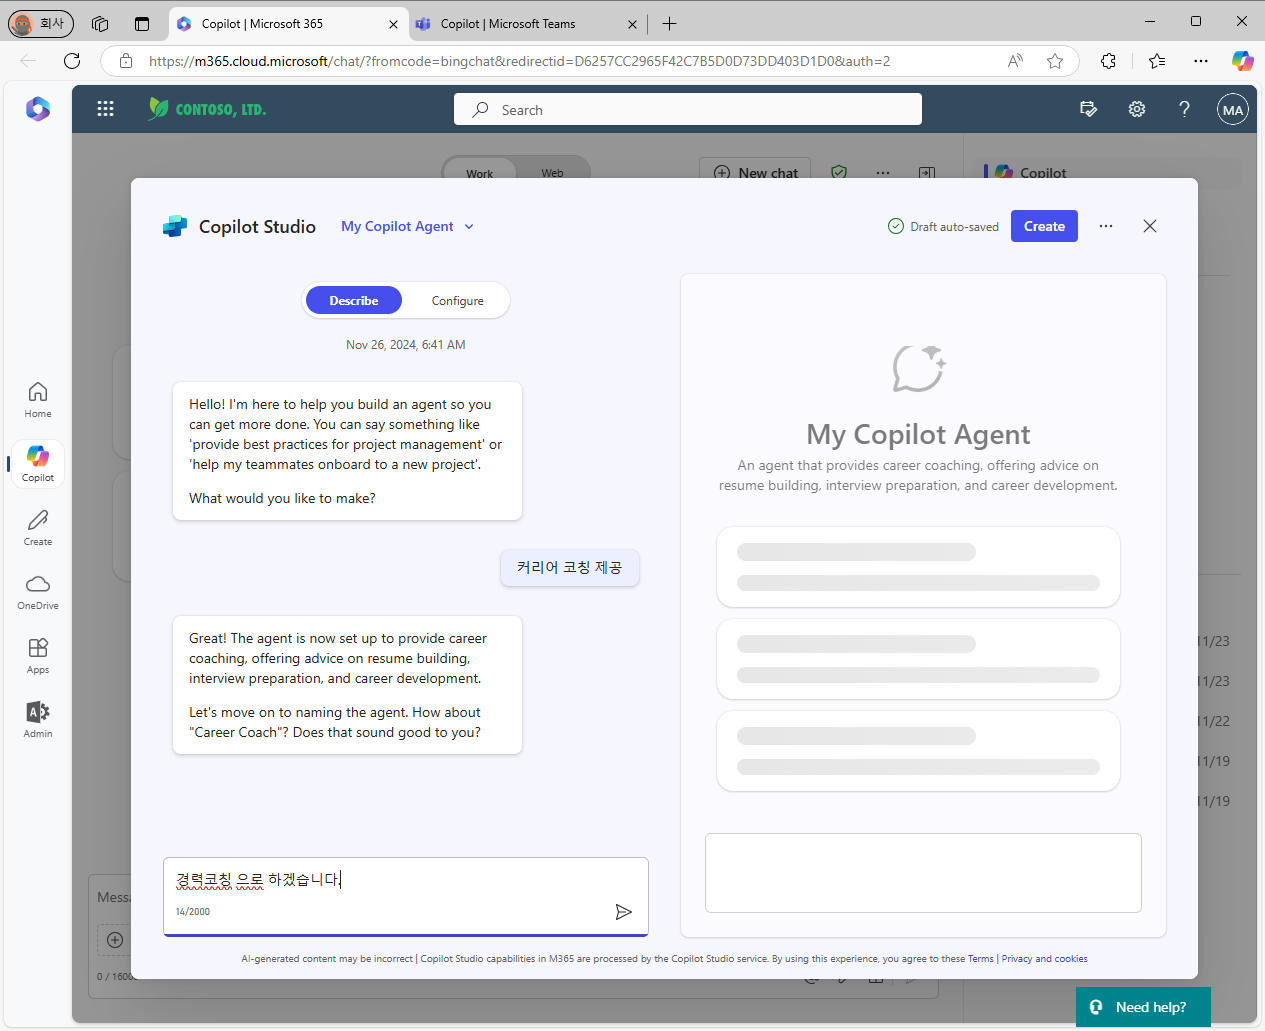 회사
Copilot | Microsoft 365
Copilot | Microsoft Teams
https://m365.cloud.microsoft/chat/?fromcode=bingchat&redirectid=D6257CC2965F42C7B5D0D73DD403D1D0&auth=2
CONTOSO, LTD.
Search
MA
Work
Web
New chat
Copilot
Copilot Studio
My Copilot Agent
Draft auto-saved
Create
Describe
Configure
Nov 26, 2024, 6:41 AM
Hello! I'm here to help you build an agent so you
can get more done. You can say something like
'provide best practices for project management' or
'help my teammates onboard to a new project'.
What would you like to make?
커리어 코칭 제공
Great! The agent is now set up to provide career
coaching, offering advice on resume building,
interview preparation, and career development.
Let's move on to naming the agent. How about
"Career Coach"? Does that sound good to you?
경력코칭 으로 하겠습니다.
14/2000
My Copilot Agent
An agent that provides career coaching, offering advice on
resume building, interview preparation, and career development.
AI-generated content may be incorrect | Copilot Studio capabilities in M365 are processed by the Copilot Studio service. By using this experience, you agree to these Terms | Privacy and cookies
Home
Copilot
Create
OneDrive
Apps
Admin
11/23
11/23
11/22
11/19
11/19
Need help?